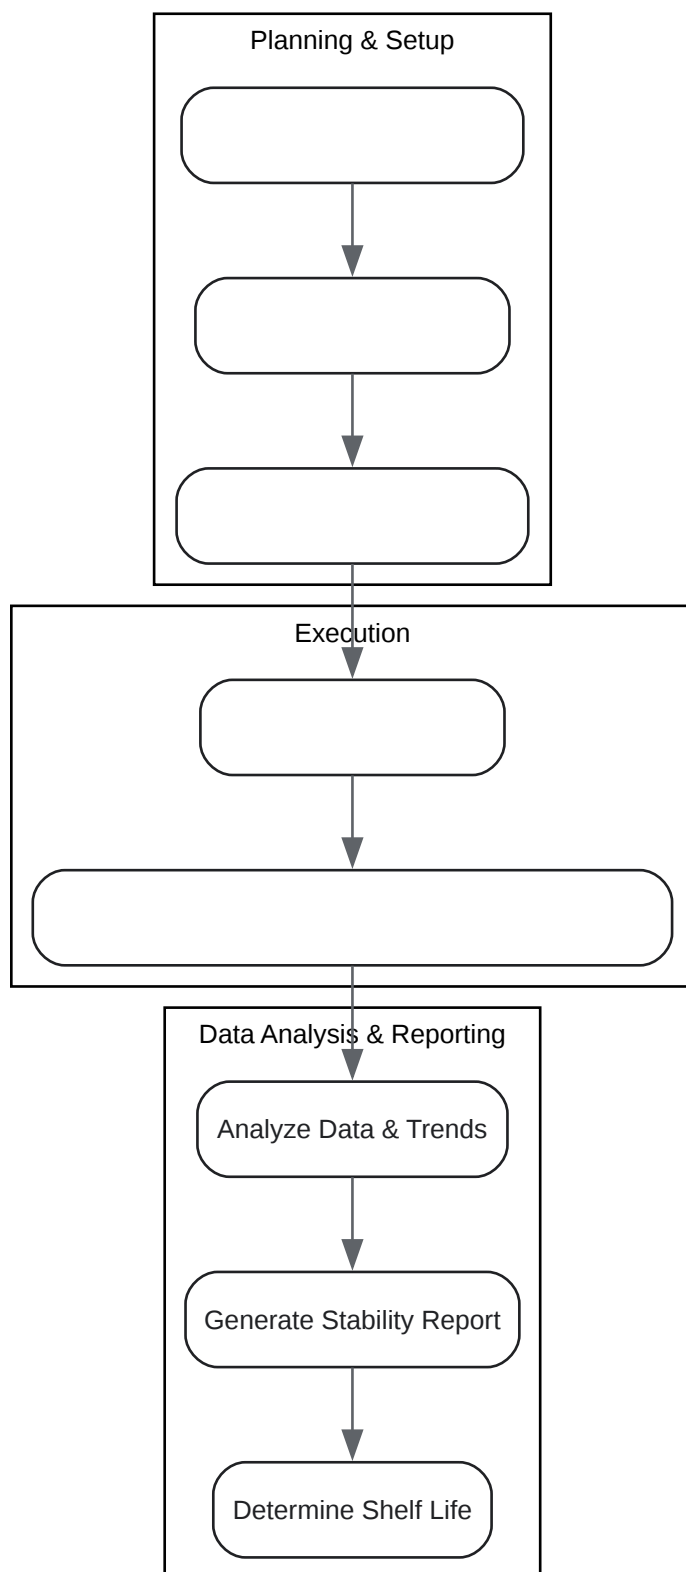 Planning & Setup
Execution
Data Analysis & Reporting
Analyze Data & Trends
Generate Stability Report
Determine Shelf Life